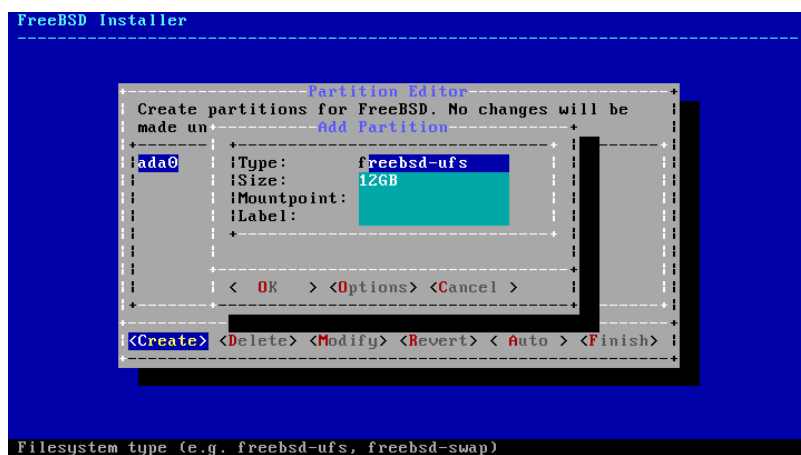 FreeBSD Installer
Partition Editor
Create partitions for FreeBSD. No changes will be
made un
Add Partition
ada0
Type: freebsd-ufs
Size: 12GB
Mountpoint:
Label:
< OK > <Options> <Cancel >
<Create> <Delete> <Modify> <Revert> < Auto > <Finish>
Filesystem type (e.g. freebsd-ufs, freebsd-swap)